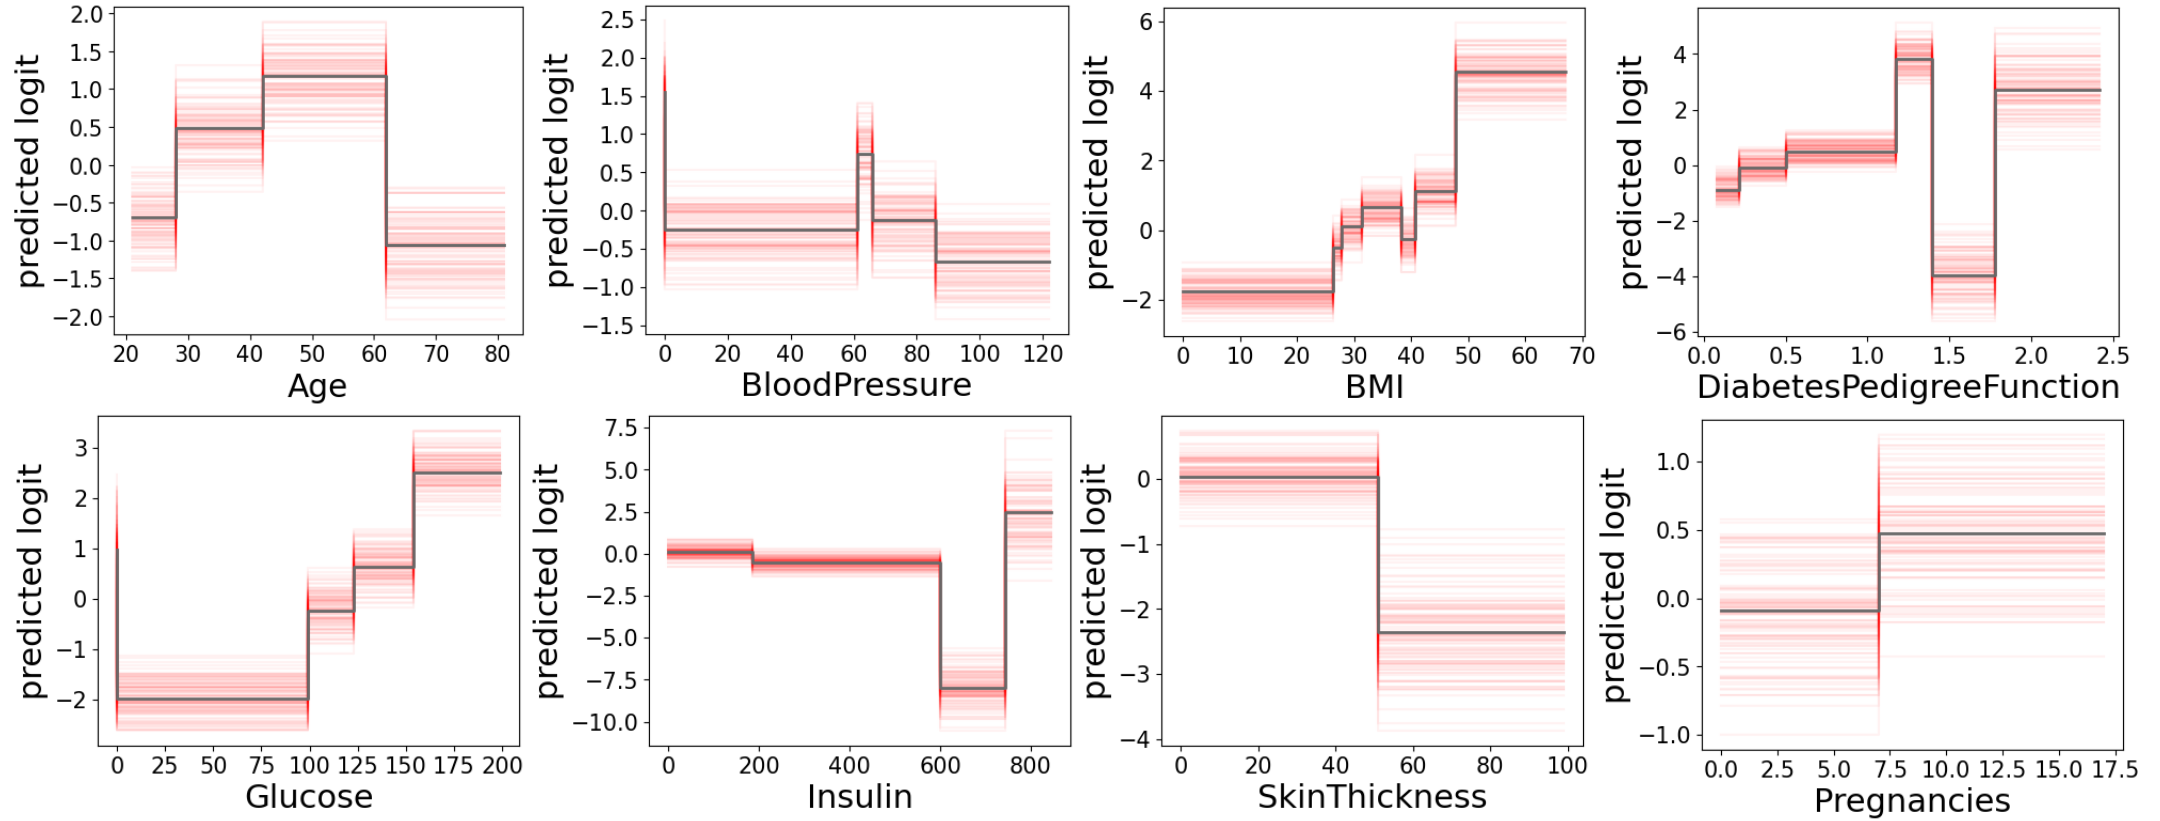 predicted logit
2.0
1.5
1.0
0.5
0.0
−0.5
−1.0
−1.5
−2.0
20 30 40 50 60 70 80
Age
predicted logit
2.5
2.0
1.5
1.0
0.5
0.0
−0.5
−1.0
−1.5
0 20 40 60 80 100 120
BloodPressure
predicted logit
6
4
2
0
−2
0 10 20 30 40 50 60 70
BMI
predicted logit
4
2
0
−2
−4
−6
0.0 0.5 1.0 1.5 2.0 2.5
DiabetesPedigreeFunction
predicted logit
3
2
1
0
−1
−2
0 25 50 75 100 125 150 175 200
Glucose
predicted logit
7.5
5.0
2.5
0.0
−2.5
−5.0
−7.5
−10.0
0 200 400 600 800
Insulin
predicted logit
0
−1
−2
−3
−4
0 20 40 60 80 100
SkinThickness
predicted logit
1.0
0.5
0.0
−0.5
−1.0
0.0 2.5 5.0 7.5 10.0 12.5 15.0 17.5
Pregnancies